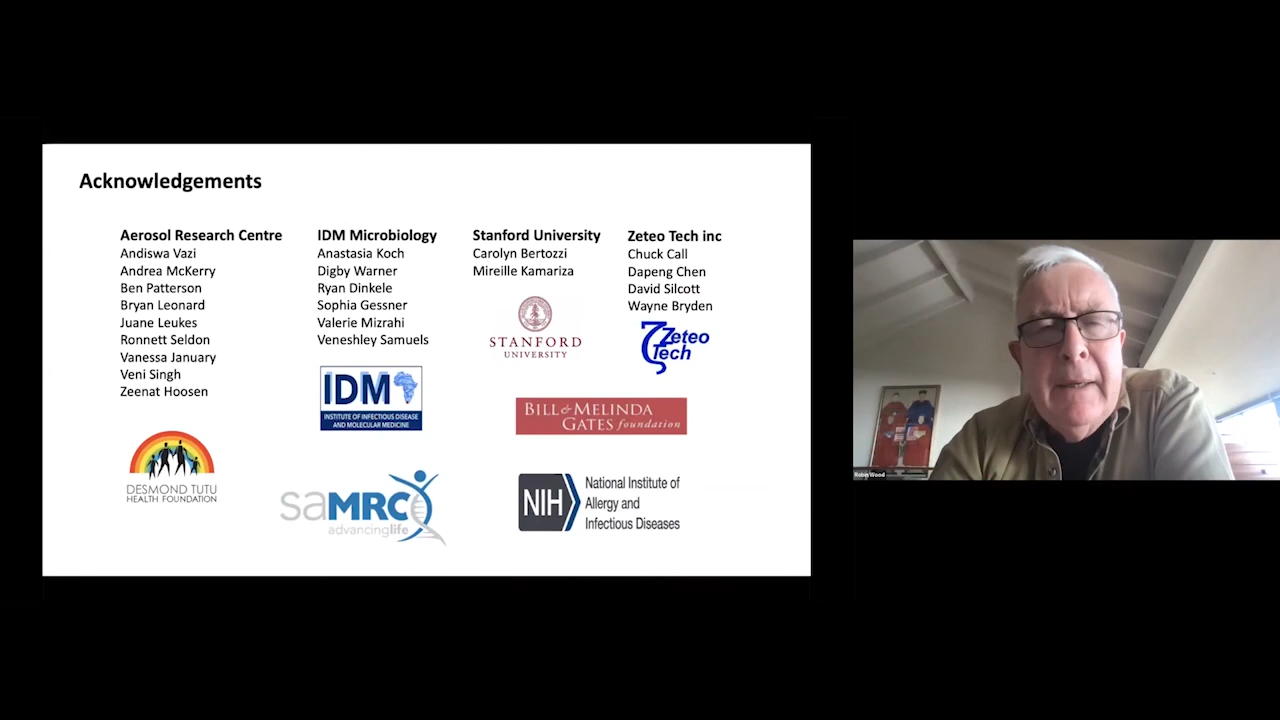 Acknowledgements
Aerosol Research Centre
Andiswa Vazi
Andrea McKerry
Ben Patterson
Bryan Leonard
Juane Leukes
Ronnett Seldon
Vanessa January
Veni Singh
Zeenat Hoosen
DESMOND TUTU
HEALTH FOUNDATION
IDM Microbiology
Anastasia Koch
Digby Warner
Ryan Dinkele
Sophia Gessner
Valerie Mizrahi
Veneshley Samuels
IDM
INSTITUTE OF INFECTIOUS DISEASE
AND MOLECULAR MEDICINE
saMRC
advancinglife
Stanford University
Carolyn Bertozzi
Mireille Kamariza
STANFORD
UNIVERSITY
Zeteo Tech inc
Chuck Call
Dapeng Chen
David Silcott
Wayne Bryden
Zeteo
Tech
BILL & MELINDA
GATES foundation
NIH
National Institute of
Allergy and
Infectious Diseases
Robin Wood